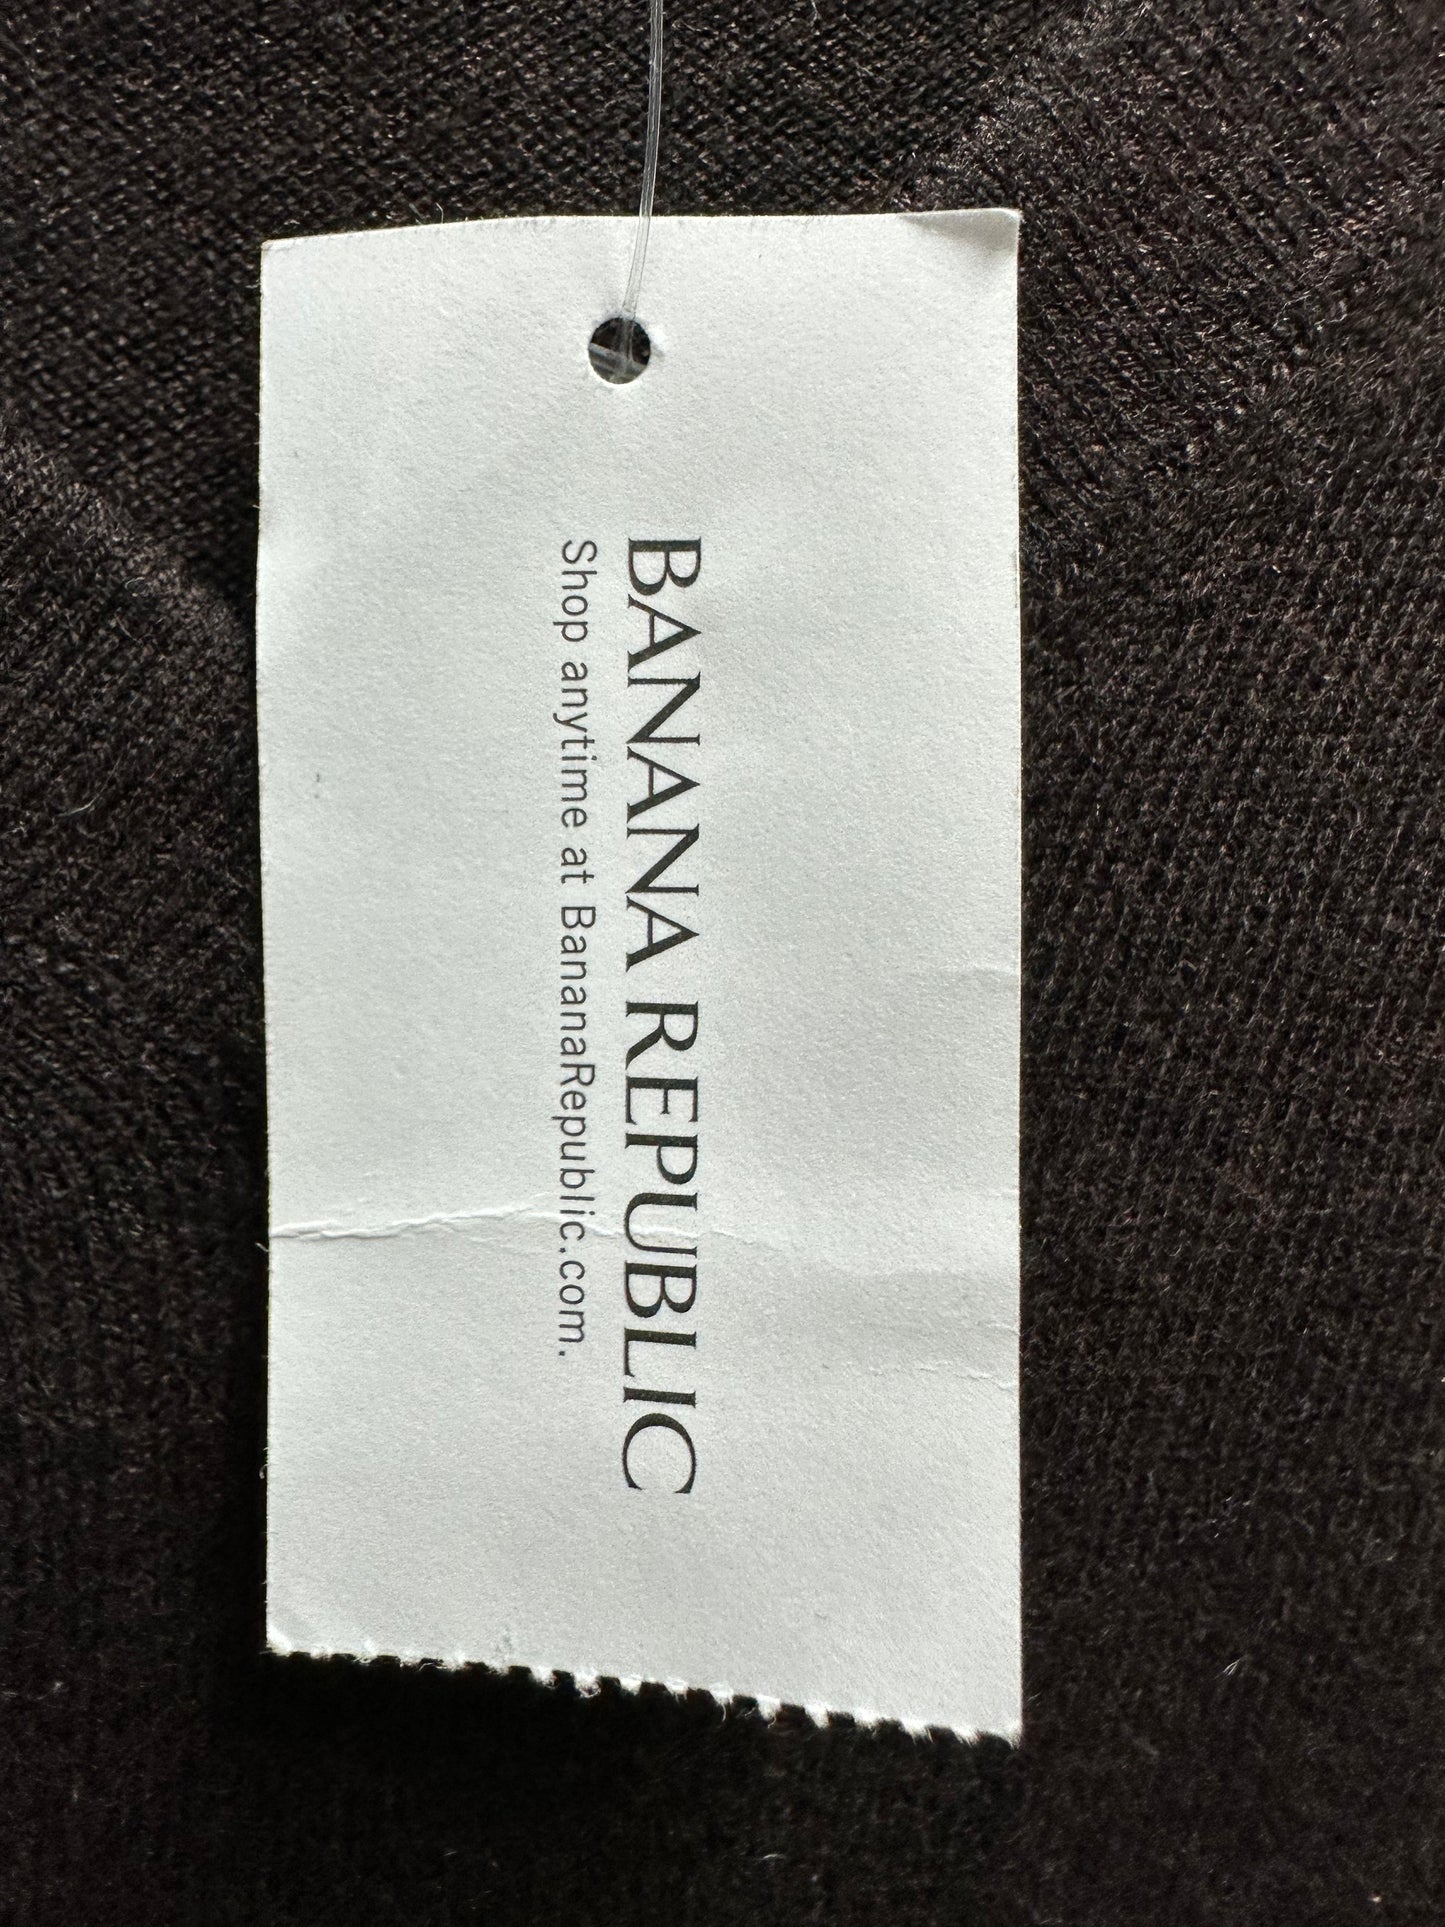 BANANA REPUBLIC
Shop anytime at BananaRepublic.com.